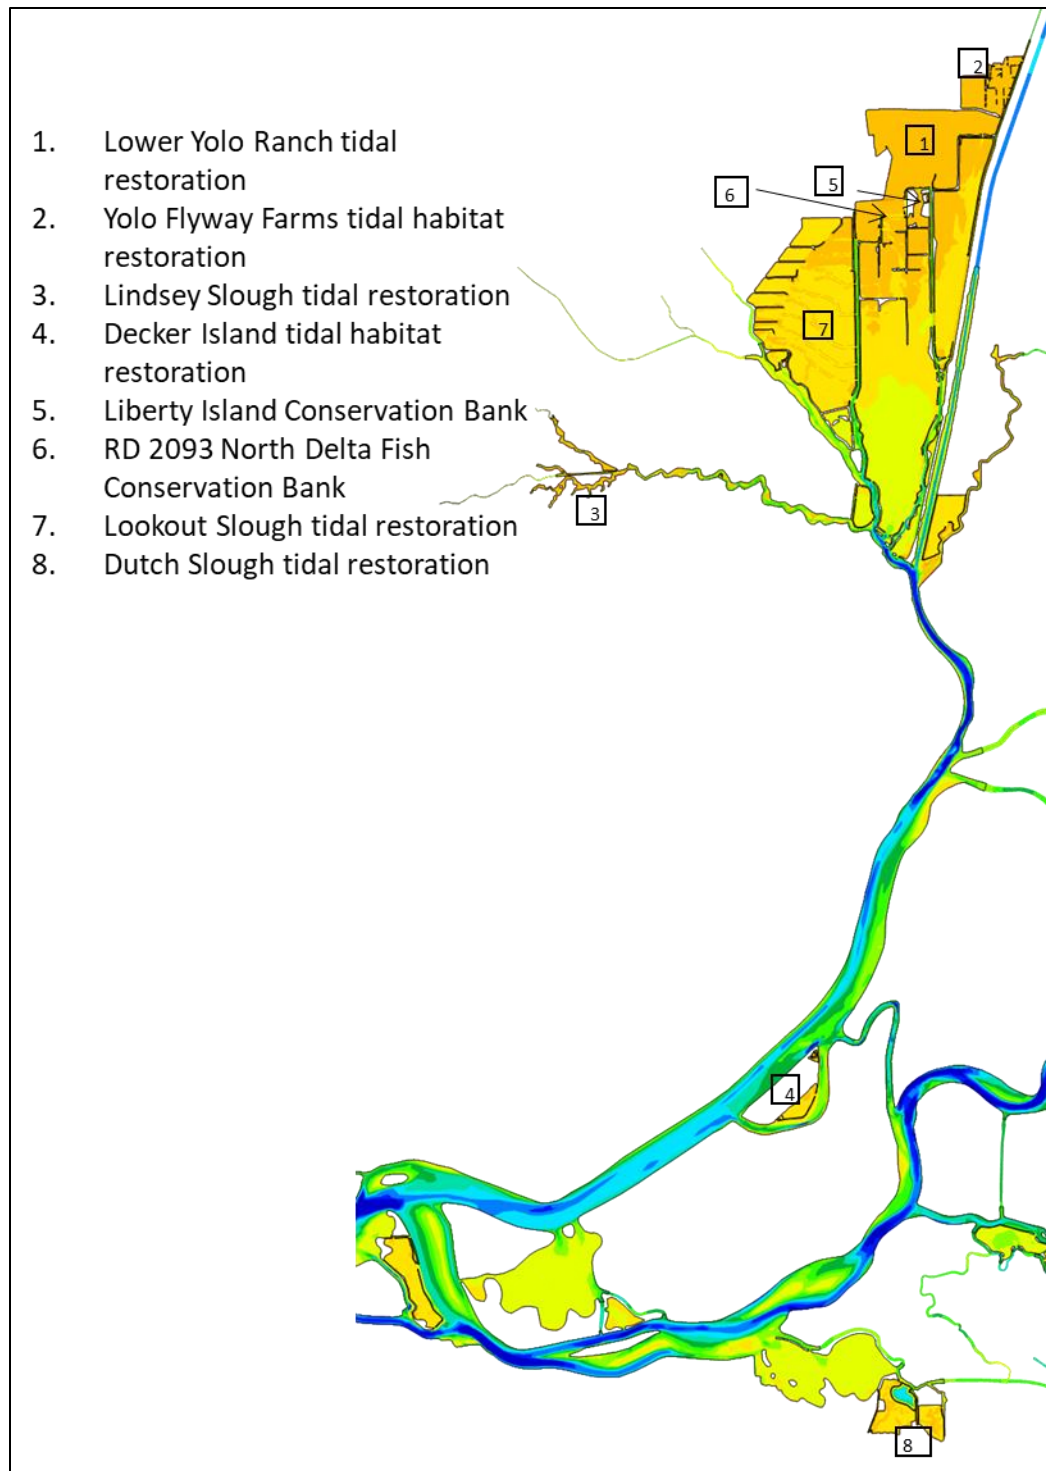 1. Lower Yolo Ranch tidal
restoration
2. Yolo Flyway Farms tidal habitat
restoration
3. Lindsey Slough tidal restoration
4. Decker Island tidal habitat
restoration
5. Liberty Island Conservation Bank
6. RD 2093 North Delta Fish
Conservation Bank
7. Lookout Slough tidal restoration
8. Dutch Slough tidal restoration
2
1
5
6
7
3
4
8